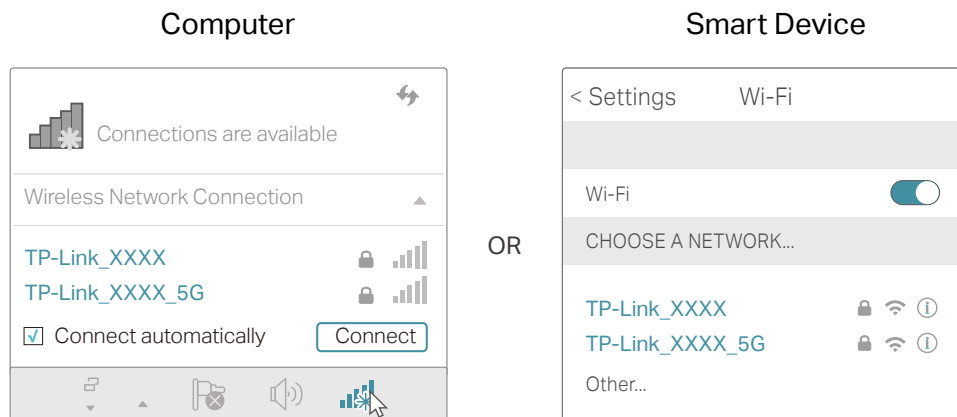 Computer
Connections are available
Wireless Network Connection
TP-Link_XXXX
TP-Link_XXXX_5G
Connect automatically
Connect
OR
Smart Device
< Settings Wi-Fi
Wi-Fi
CHOOSE A NETWORK...
TP-Link_XXXX
TP-Link_XXXX_5G
Other...